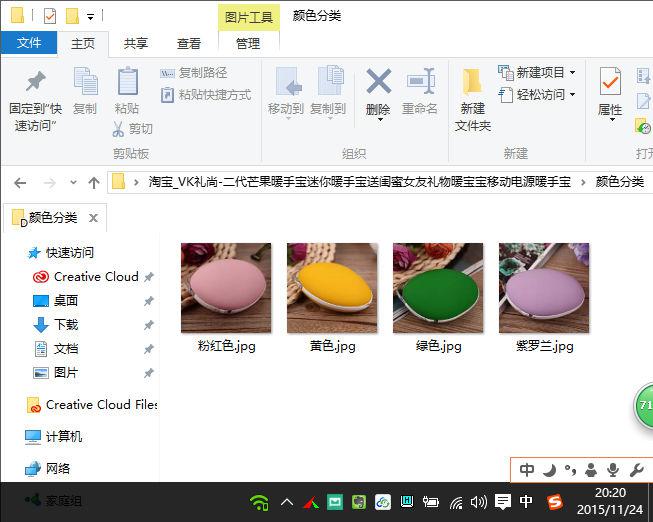 图片工具 颜色分类
文件 主页 共享 查看 管理
固定到"快速访问"
复制
粘贴
复制路径
粘贴快捷方式
剪切
移动到 复制到 删除 重命名
新建文件夹
新建项目
轻松访问
属性
剪贴板 组织 新建 打开
淘宝_VK礼尚-二代芒果暖手宝迷你暖手宝送闺蜜女友礼物暖宝宝移动电源暖手宝 颜色分类
颜色分类
快速访问
Creative Cloud
桌面
下载
文档
图片
Creative Cloud Files
计算机
网络
家庭组
粉红色.jpg 黄色.jpg 绿色.jpg 紫罗兰.jpg
71
中
中
20:20
2015/11/24